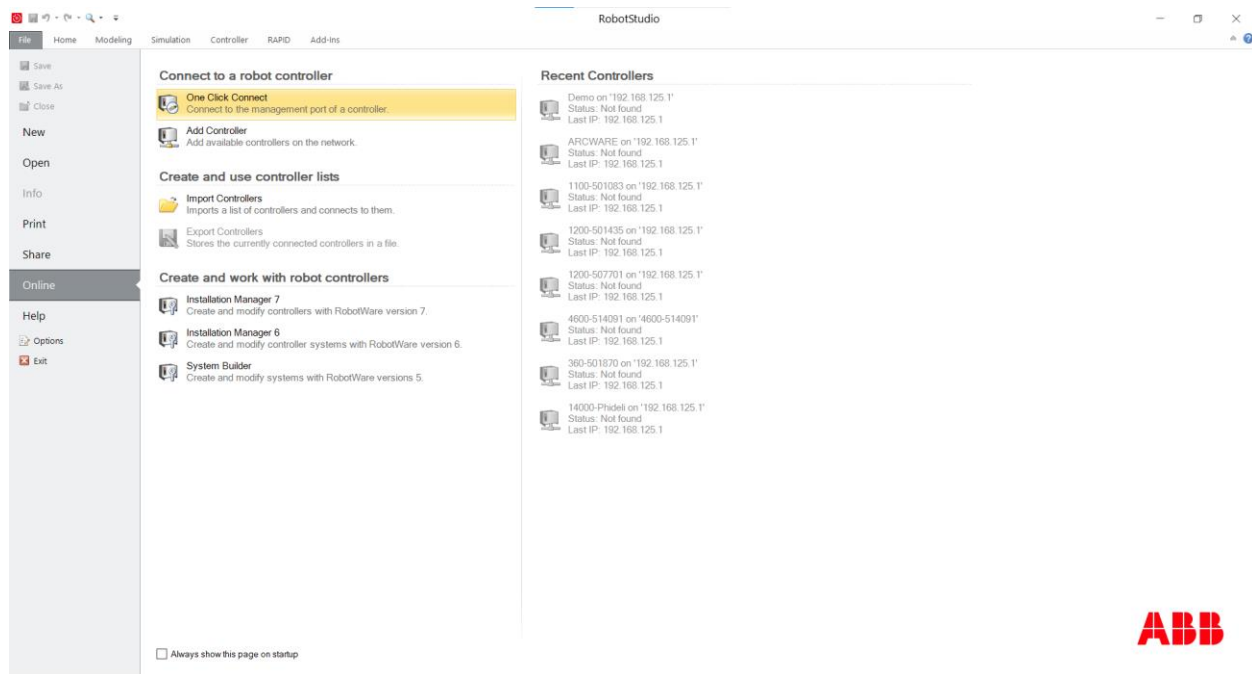 RobotStudio
File Home Modeling Simulation Controller RAPID Add-Ins
Save
Save As
Close
New
Open
Info
Print
Share
Online
Help
Options
Exit
Connect to a robot controller
One Click Connect
Connect to the management port of a controller.
Add Controller
Add available controllers on the network.
Create and use controller lists
Import Controllers
Imports a list of controllers and connects to them.
Export Controllers
Stores the currently connected controllers in a file.
Create and work with robot controllers
Installation Manager 7
Create and modify controllers with RobotWare version 7.
Installation Manager 6
Create and modify controller systems with RobotWare version 6.
System Builder
Create and modify systems with RobotWare versions 5.
Always show this page on startup
Recent Controllers
Demo on '192.168.125.1'
Status: Not found
Last IP: 192.168.125.1
ARCWARE on '192.168.125.1'
Status: Not found
Last IP: 192.168.125.1
1100-501083 on '192.168.125.1'
Status: Not found
Last IP: 192.168.125.1
1200-501435 on '192.168.125.1'
Status: Not found
Last IP: 192.168.125.1
1200-507701 on '192.168.125.1'
Status: Not found
Last IP: 192.168.125.1
4600-514091 on '4600-514091'
Status: Not found
Last IP: 192.168.125.1
360-501870 on '192.168.125.1'
Status: Not found
Last IP: 192.168.125.1
14000-Phideli on '192.168.125.1'
Status: Not found
Last IP: 192.168.125.1
ABB